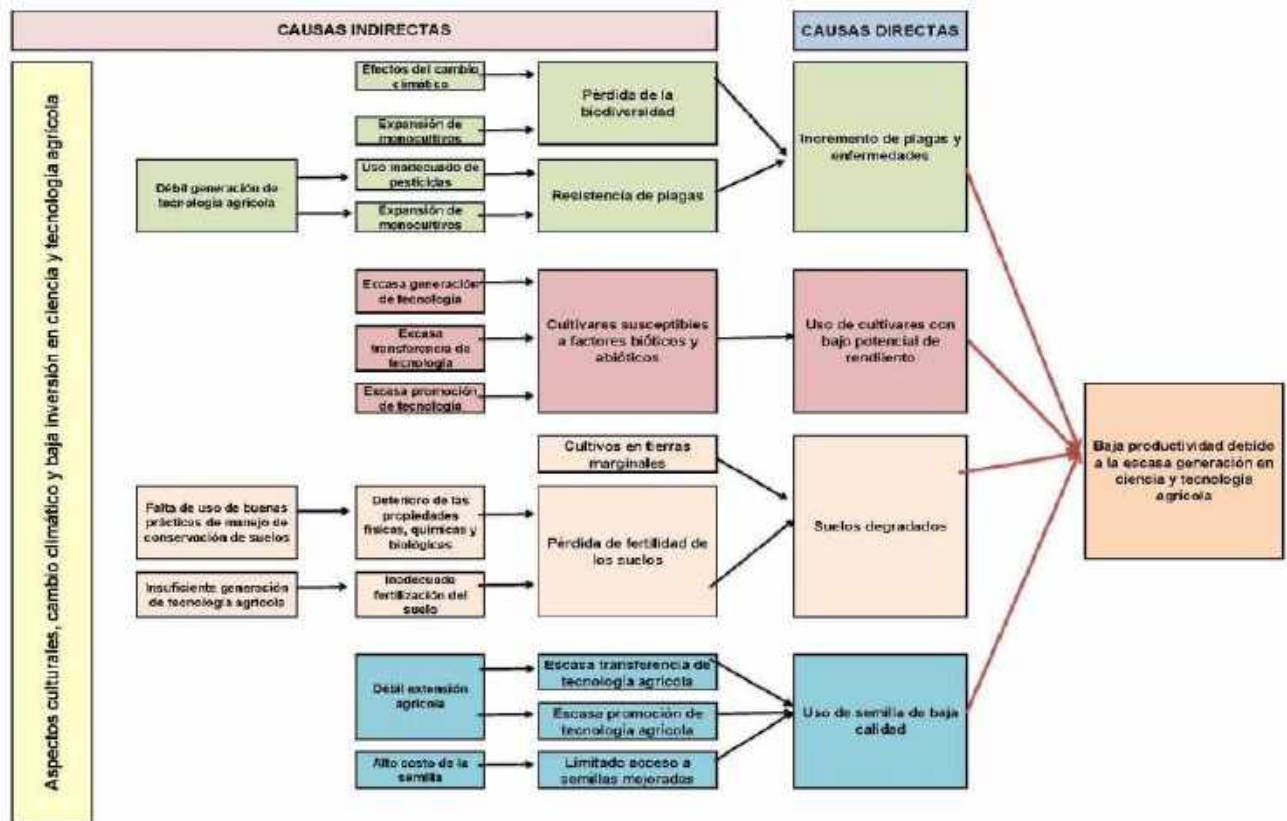 CAUSAS INDIRECTAS
CAUSAS DIRECTAS
Aspectos culturales, cambio climático y baja inversión en ciencia y tecnología agrícola
Efectos del cambio
climático
Expansión de
monocultivos
Pérdida de la
biodiversidad
Débil generación de
tecnología agrícola
Uso inadecuado de
pesticidas
Expansión de
monocultivos
Resistencia de plagas
Incremento de plagas y
enfermedades
Escasa generación
de tecnología
Escasa
transferencia de
tecnología
Escasa promoción
de tecnología
Cultivares susceptibles
a factores bióticos y
abióticos
Uso de cultivares con
bajo potencial de
rendiiento
Cultivos en tierras
marginales
Falta de uso de buenas
prácticos de manejo de
conservación de suelos
Deterioro de las
propiedades
físicas, químicas y
biológicas
Insuficiente generación
de tecnología agrícola
Inadecuada
fertilización del
suelo
Pérdida de fertilidad de
los suelos
Suelos degradados
Débil extensión
agrícola
Escasa transferencia de
tecnología agrícola
Escasa promoción de
tecnología agrícola
Alto costo de la
semilla
Limitado acceso a
semillas mejoradas
Uso de semilla de baja
calidad
Baja productividad debido
a la escasa generación en
ciencia y tecnología
agrícola